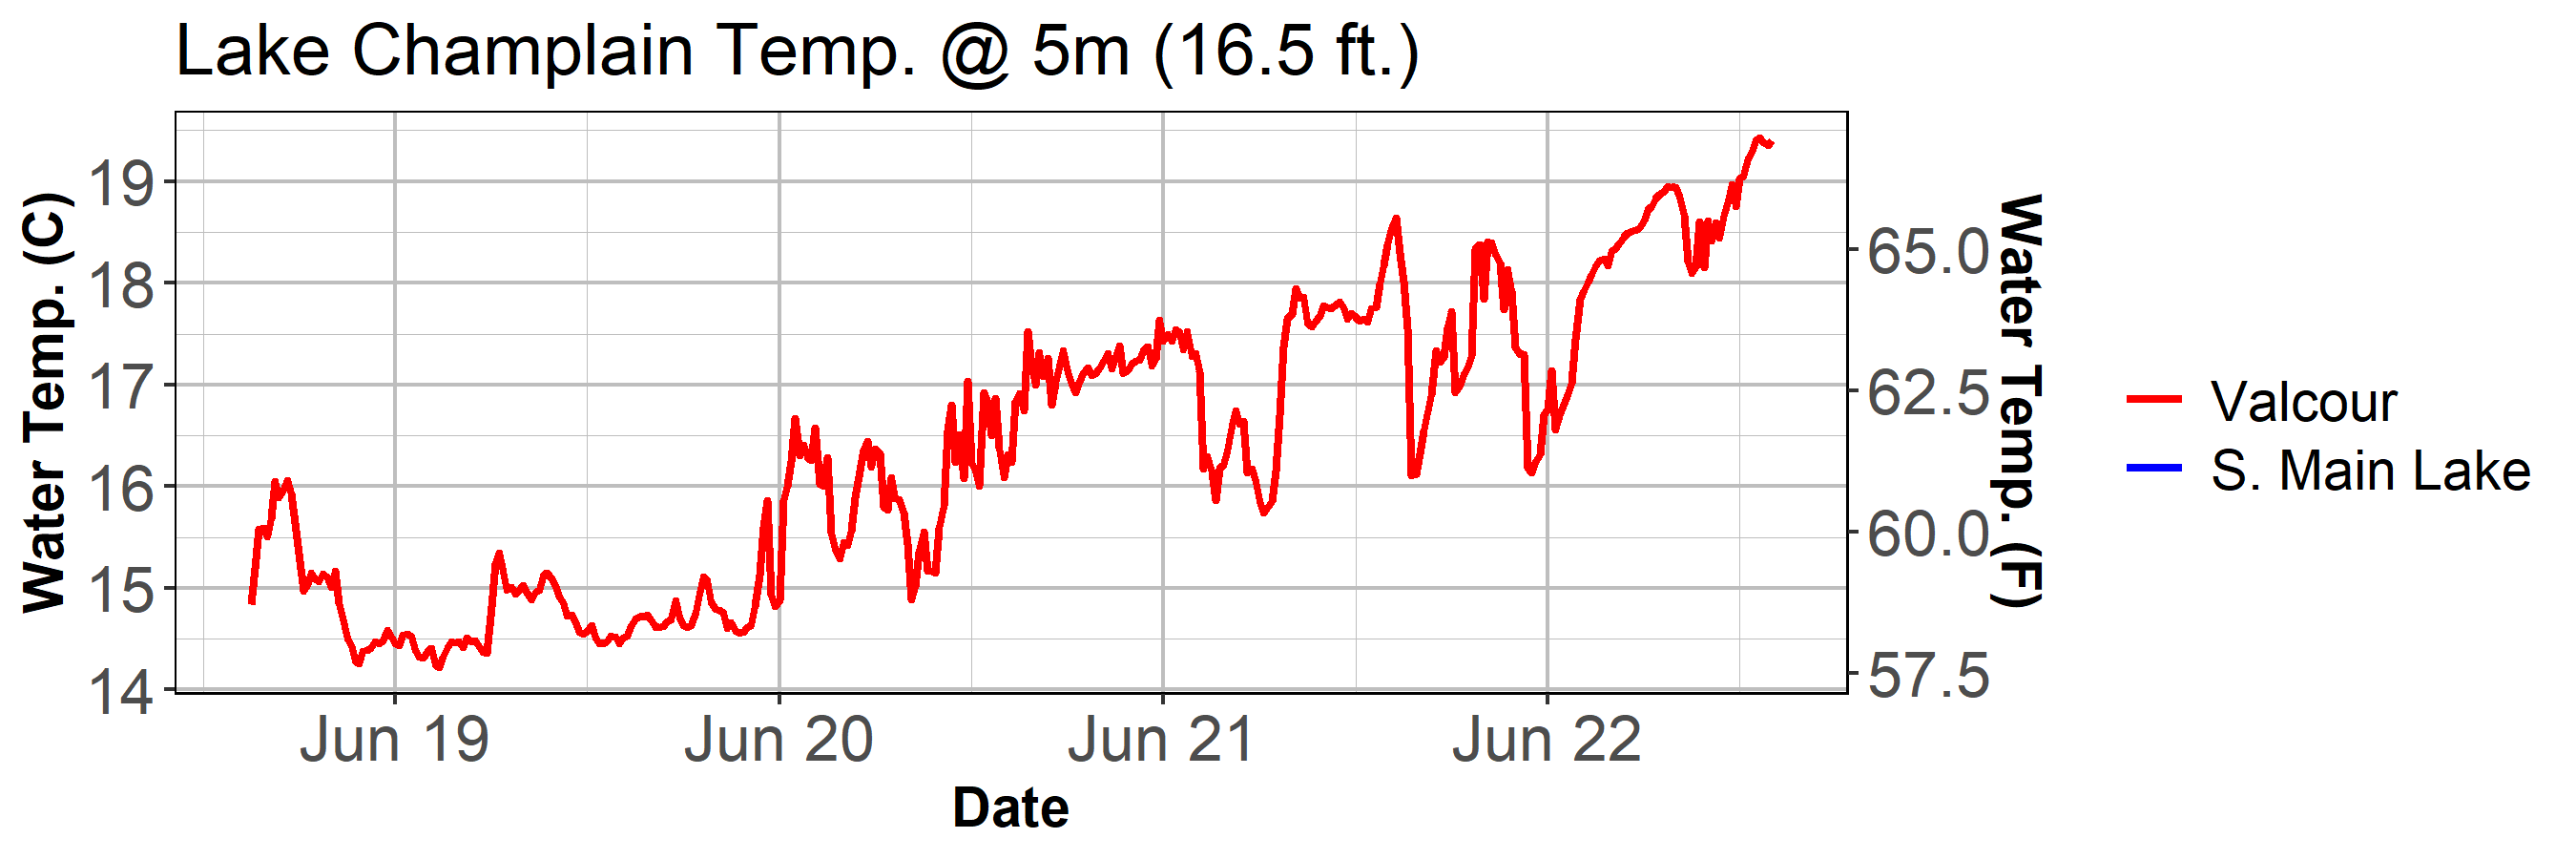 Lake Champlain Temp. @ 5m (16.5 ft.)
Water Temp. (C)
19
18
17
16
15
14
65.0
62.5
60.0
57.5
Water Temp. (F)
Jun 19
Jun 20
Jun 21
Jun 22
Date
Valcour
S. Main Lake